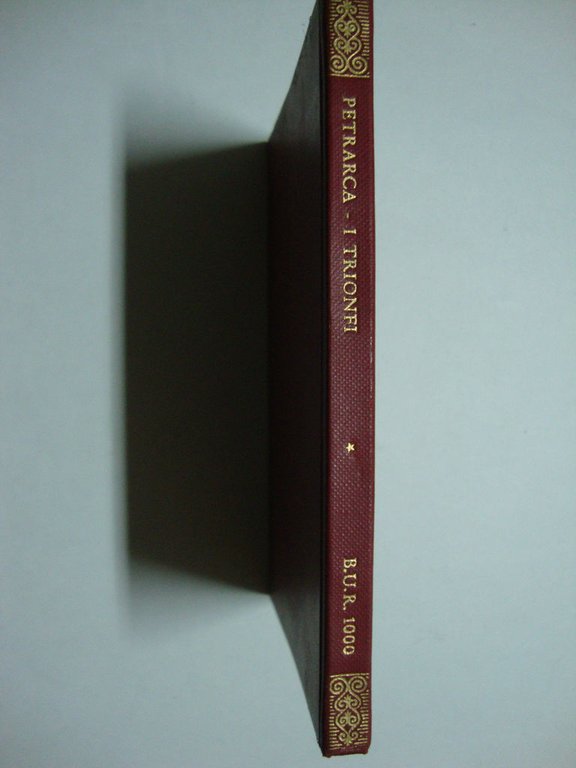 PETRARCA - I TRIONFI
B.U.R. 1000